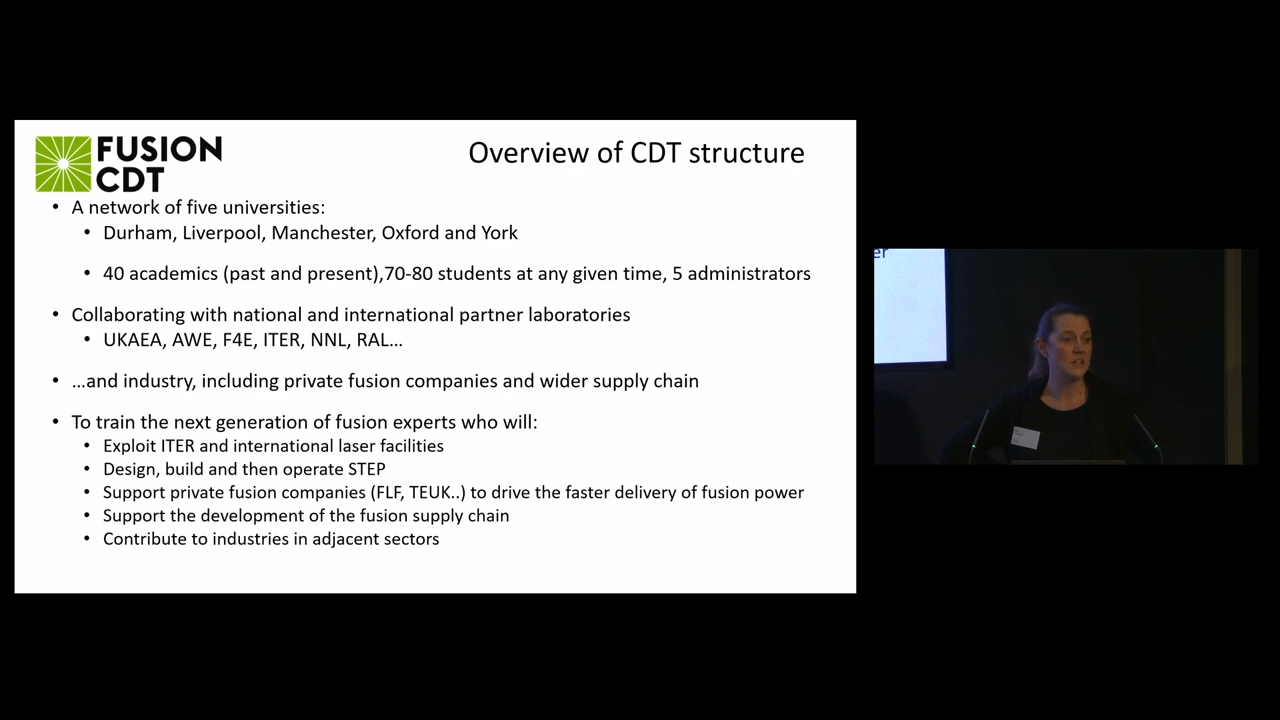 FUSION
CDT
Overview of CDT structure
• A network of five universities:
• Durham, Liverpool, Manchester, Oxford and York
• 40 academics (past and present),70-80 students at any given time, 5 administrators
• Collaborating with national and international partner laboratories
• UKAEA, AWE, F4E, ITER, NNL, RAL…
• …and industry, including private fusion companies and wider supply chain
• To train the next generation of fusion experts who will:
• Exploit ITER and international laser facilities
• Design, build and then operate STEP
• Support private fusion companies (FLF, TEUK..) to drive the faster delivery of fusion power
• Support the development of the fusion supply chain
• Contribute to industries in adjacent sectors
er